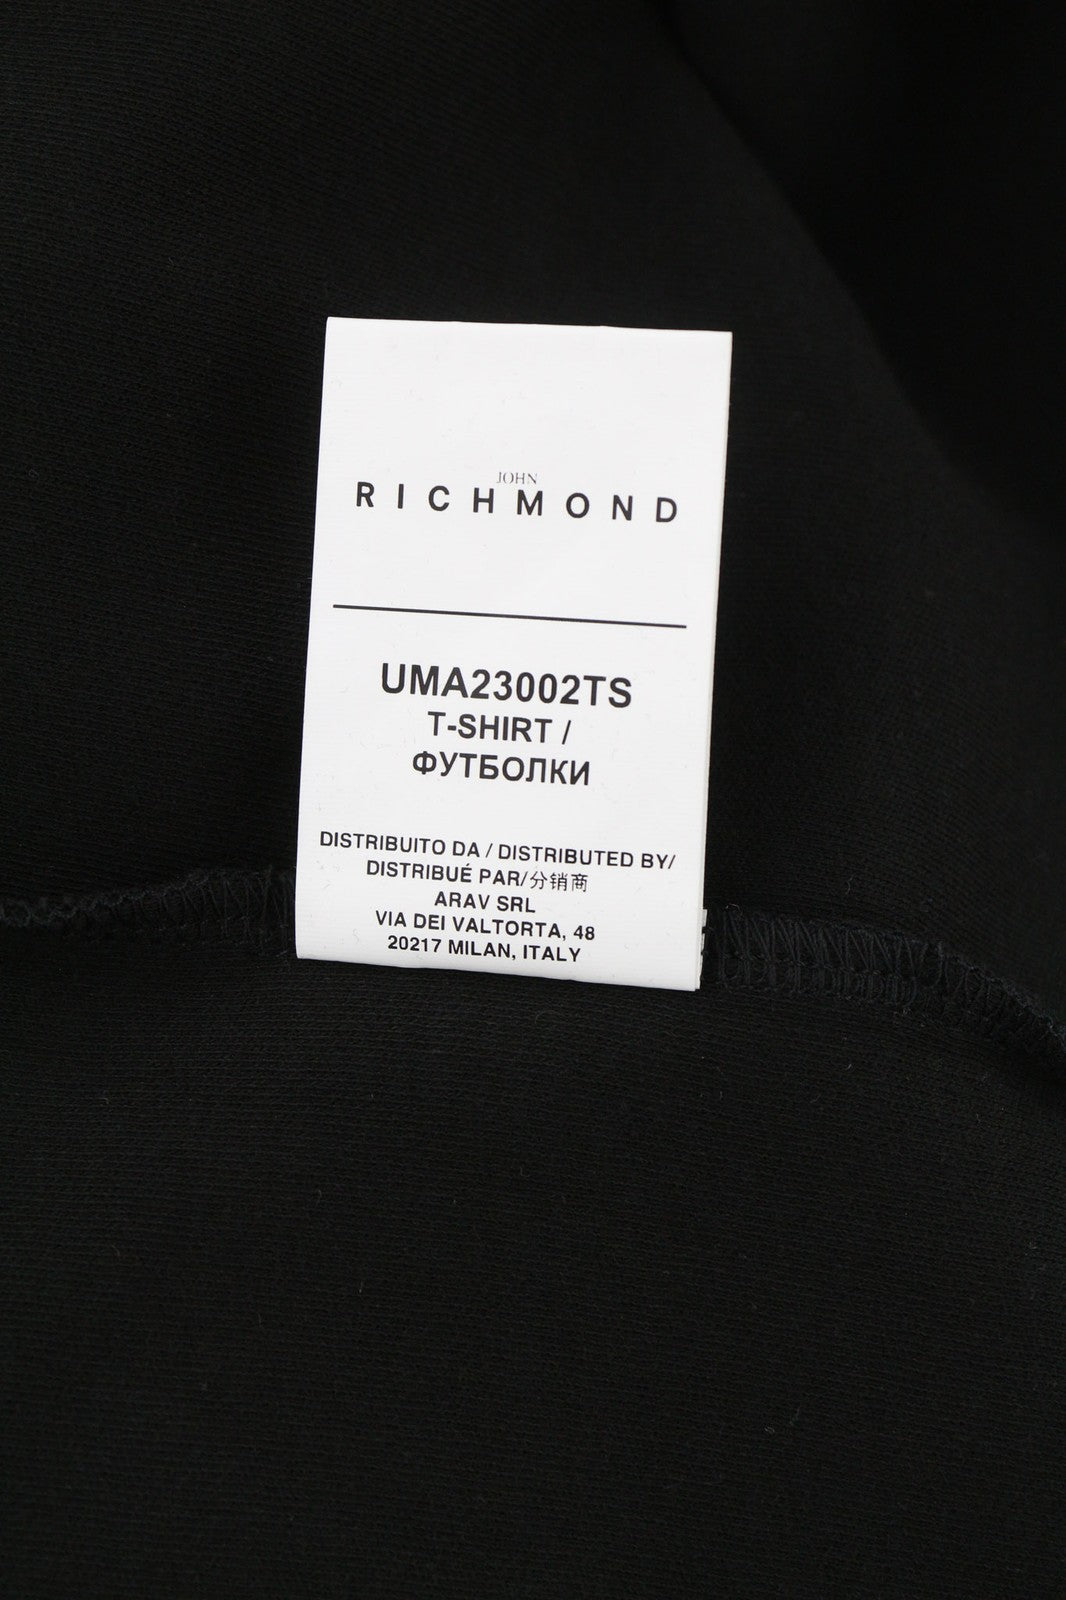 JOHN
RICHMOND
UMA23002TS
T-SHIRT /
ФУТБОЛКИ
DISTRIBUITO DA / DISTRIBUTED BY/
DISTRIBUÉ PAR/分销商
ARAV SRL
VIA DEI VALTORTA, 48
20217 MILAN, ITALY